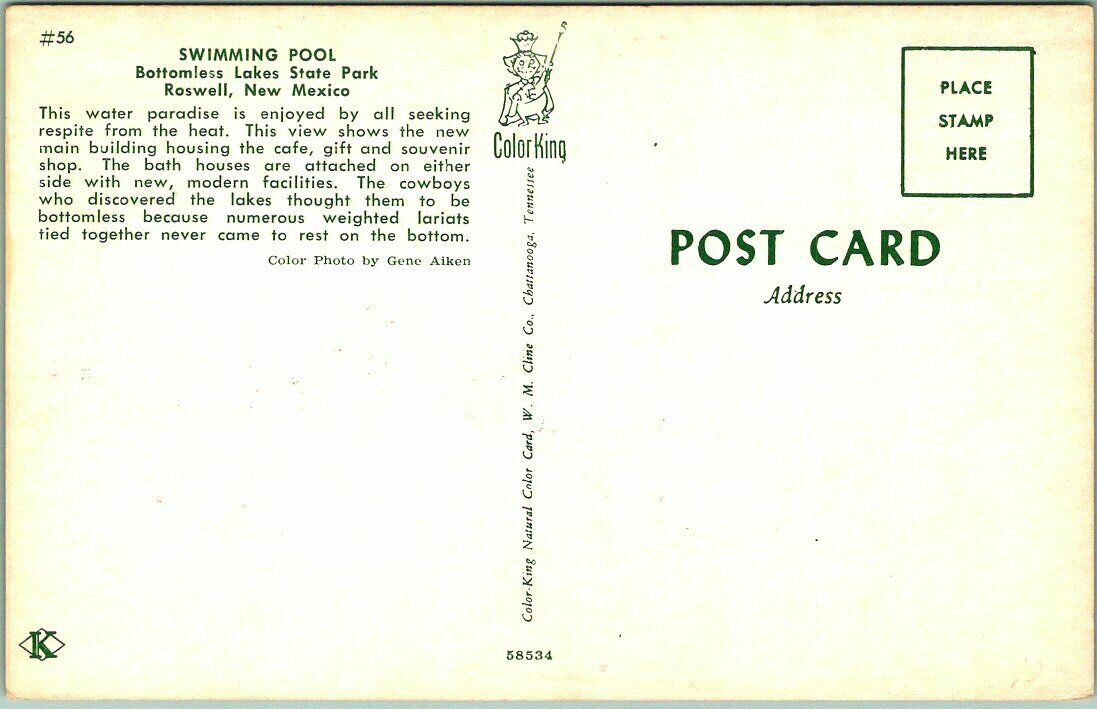 #56
SWIMMING POOL
Bottomless Lakes State Park
Roswell, New Mexico
This water paradise is enjoyed by all seeking
respite from the heat. This view shows the new
main building housing the cafe, gift and souvenir
shop. The bath houses are attached on either
side with new, modern facilities. The cowboys
who discovered the lakes thought them to be
bottomless because numerous weighted lariats
tied together never came to rest on the bottom.
Color Photo by Gene Aiken
K
ColorKing
Color-King Natural Color Card, W. M. Cline Co., Chattanooga, Tennessee
58534
PLACE
STAMP
HERE
POST CARD
Address